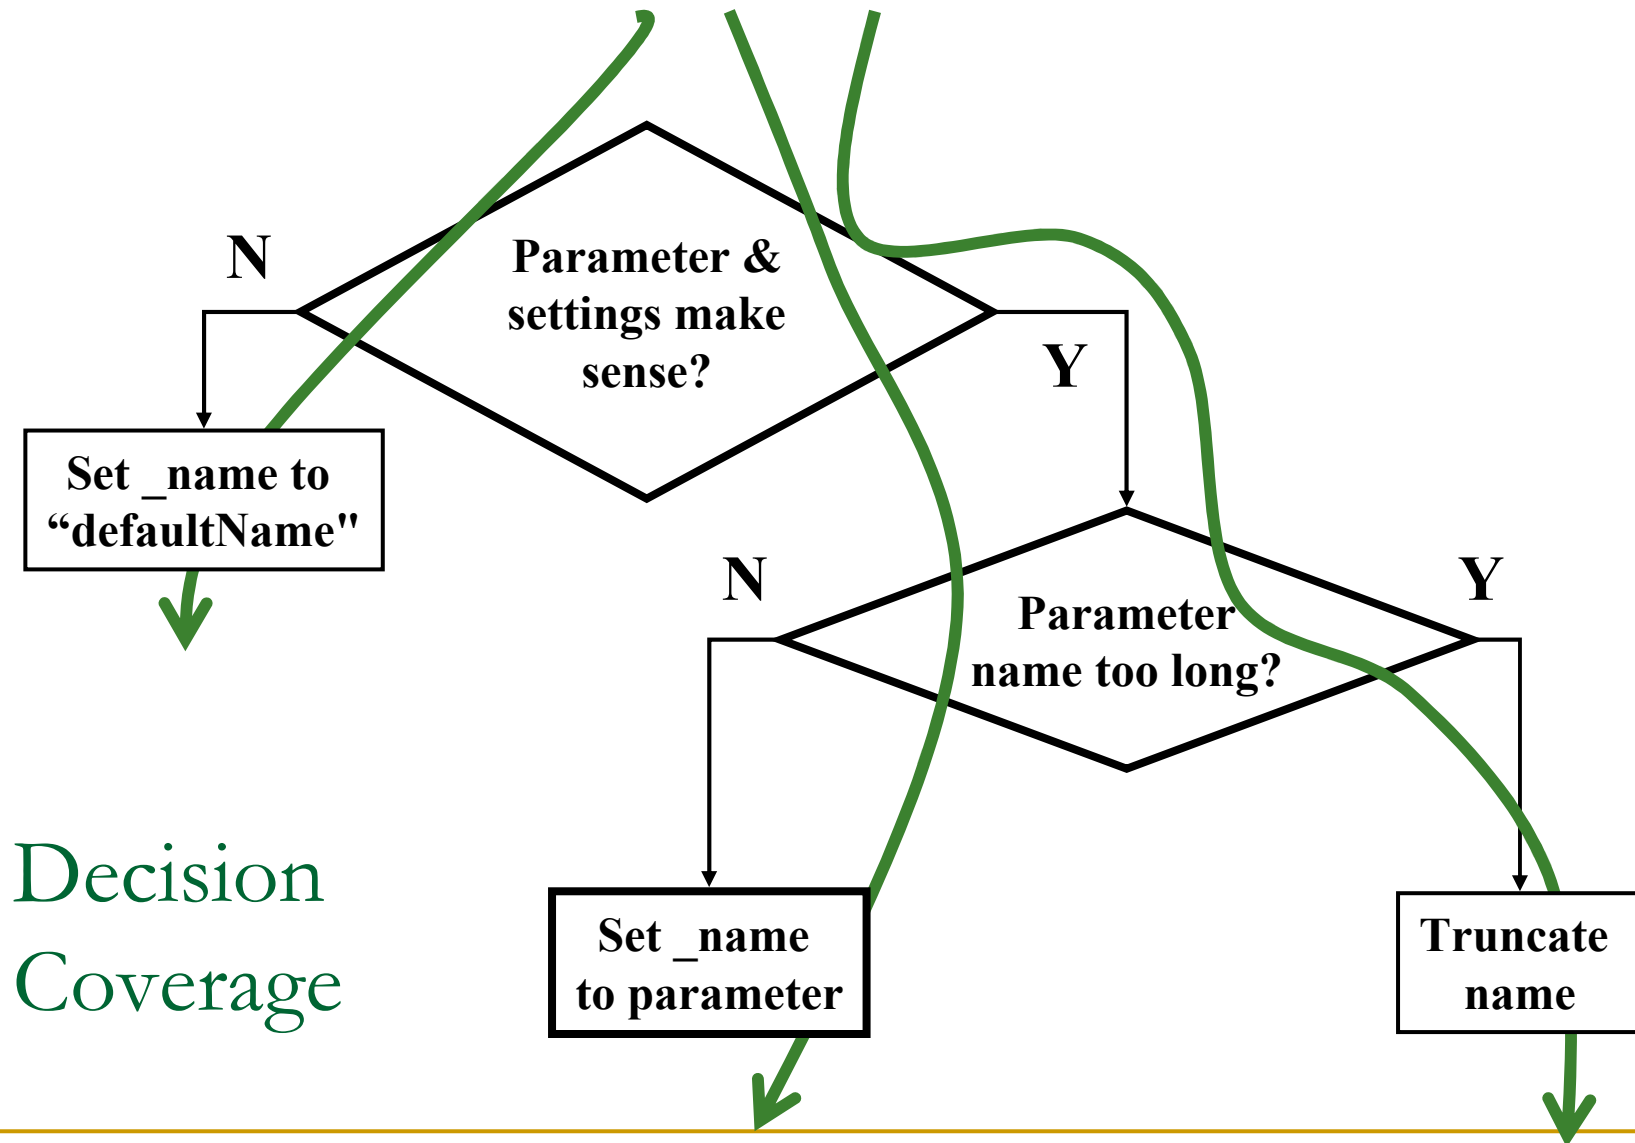 N
Parameter &
settings make
sense?
Y
Set _name to
“defaultName"
N
Y
Parameter
name too long?
Decision
Coverage
Set _name
to parameter
Truncate
name